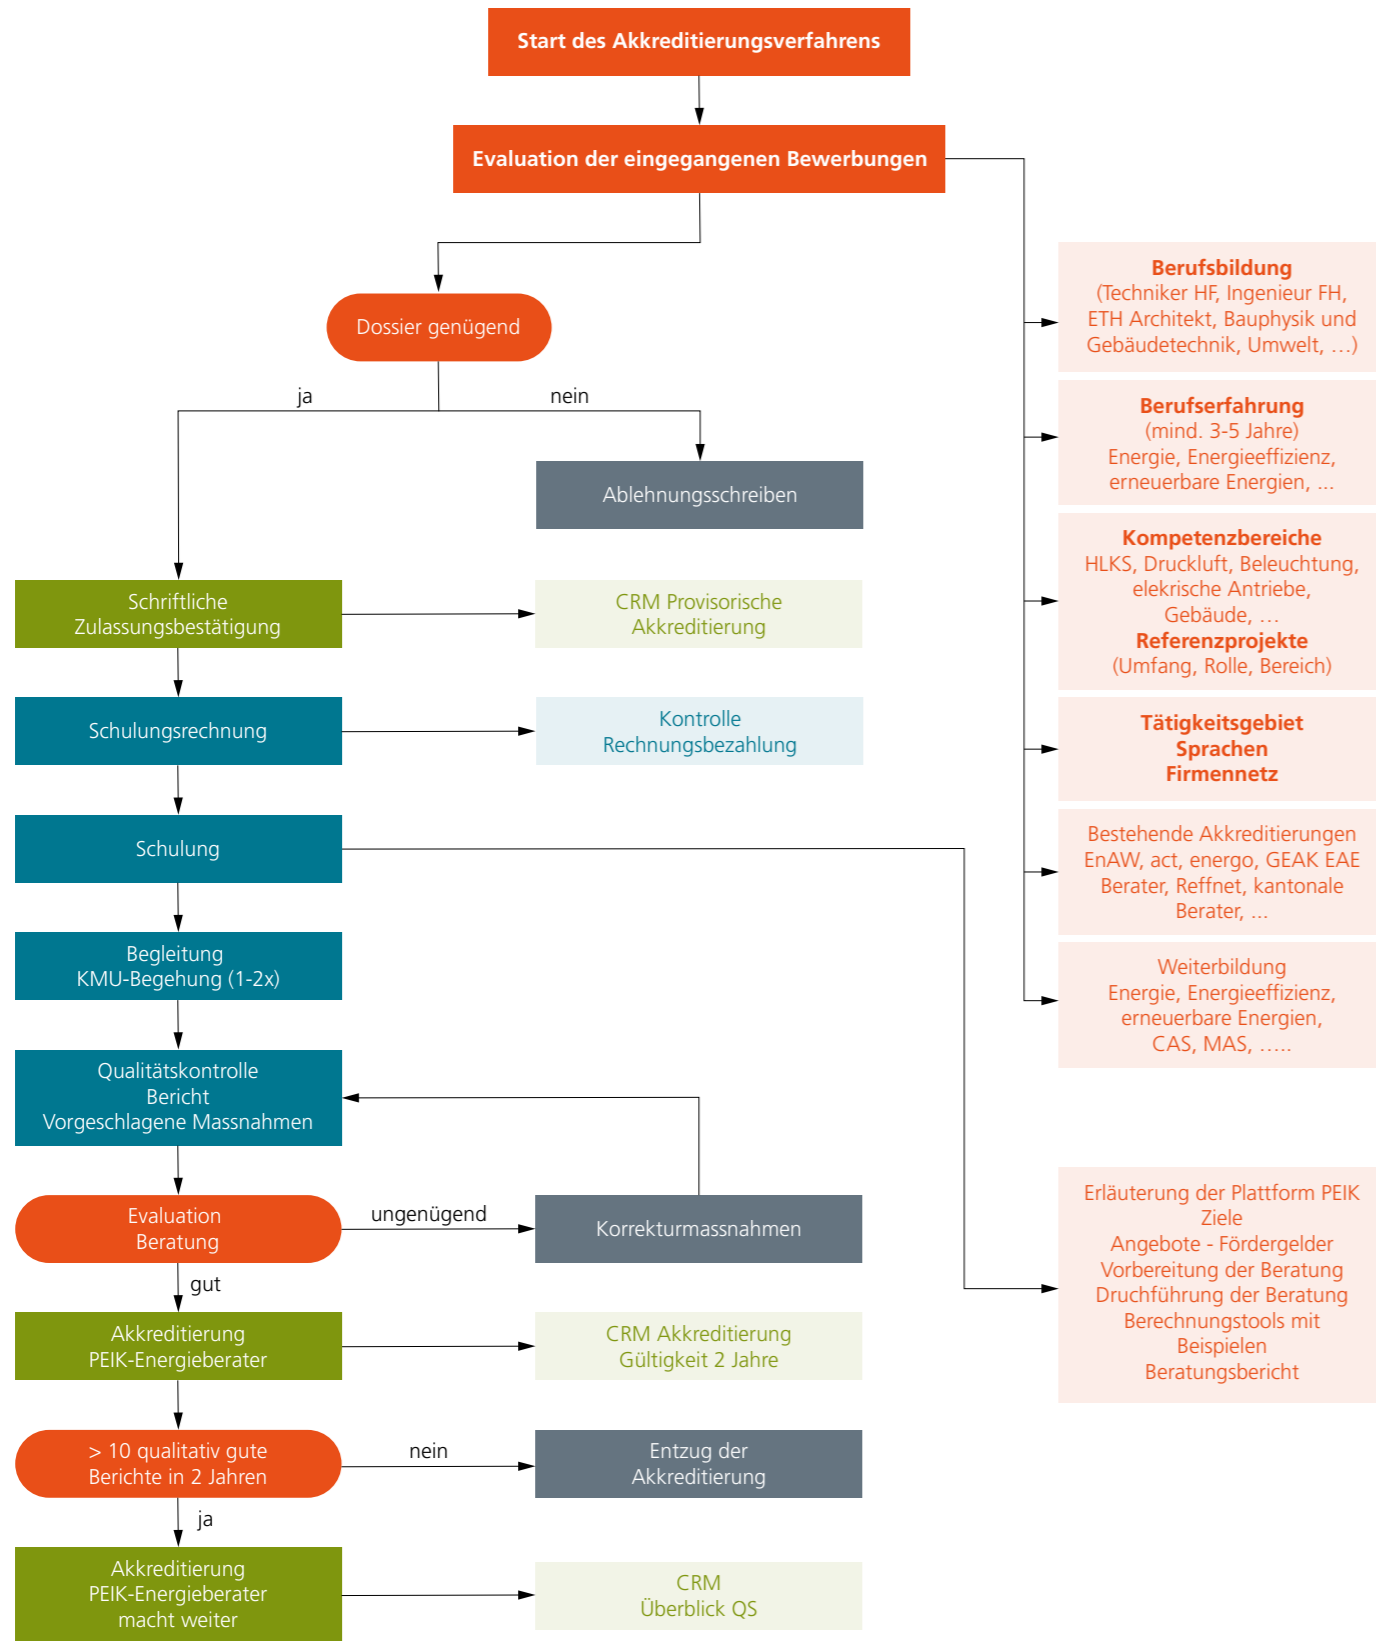 Start des Akkreditierungsverfahrens
Evaluation der eingegangenen Bewerbungen
Berufsbildung
(Techniker HF, Ingenieur FH,
ETH Architekt, Bauphysik und
Gebäudetechnik, Umwelt, …)
Berufserfahrung
(mind. 3-5 Jahre)
Energie, Energieeffizienz,
erneuerbare Energien, ...
Kompetenzbereiche
HLKS, Druckluft, Beleuchtung,
elekrische Antriebe,
Gebäude, …
Referenzprojekte
(Umfang, Rolle, Bereich)
Tätigkeitsgebiet
Sprachen
Firmennetz
Bestehende Akkreditierungen
EnAW, act, energo, GEAK EAE
Berater, Reffnet, kantonale
Berater, ...
Weiterbildung
Energie, Energieeffizienz,
erneuerbare Energien,
CAS, MAS, …..
Dossier genügend
ja
nein
Ablehnungsschreiben
Schriftliche
Zulassungsbestätigung
CRM Provisorische
Akkreditierung
Schulungsrechnung
Kontrolle
Rechnungsbezahlung
Schulung
Erläuterung der Plattform PEIK
Ziele
Angebote - Fördergelder
Vorbereitung der Beratung
Druchführung der Beratung
Berechnungstools mit
Beispielen
Beratungsbericht
Begleitung
KMU-Begehung (1-2x)
Qualitätskontrolle
Bericht
Vorgeschlagene Massnahmen
Evaluation
Beratung
ungenügend
Korrekturmassnahmen
gut
Akkreditierung
PEIK-Energieberater
CRM Akkreditierung
Gültigkeit 2 Jahre
> 10 qualitativ gute
Berichte in 2 Jahren
nein
Entzug der
Akkreditierung
ja
Akkreditierung
PEIK-Energieberater
macht weiter
CRM
Überblick QS